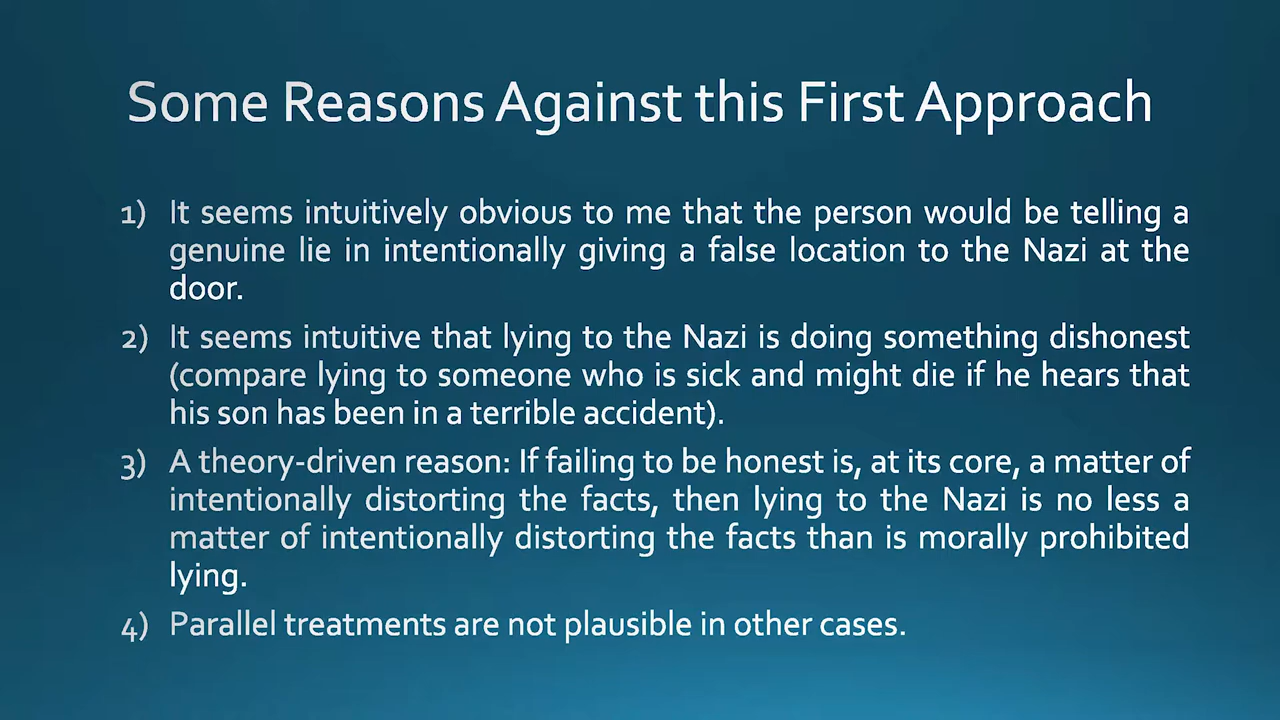 Some Reasons Against this First Approach
1) It seems intuitively obvious to me that the person would be telling a
genuine lie in intentionally giving a false location to the Nazi at the
door.
2) It seems intuitive that lying to the Nazi is doing something dishonest
(compare lying to someone who is sick and might die if he hears that
his son has been in a terrible accident).
3) A theory-driven reason: If failing to be honest is, at its core, a matter of
intentionally distorting the facts, then lying to the Nazi is no less a
matter of intentionally distorting the facts than is morally prohibited
lying.
4) Parallel treatments are not plausible in other cases.